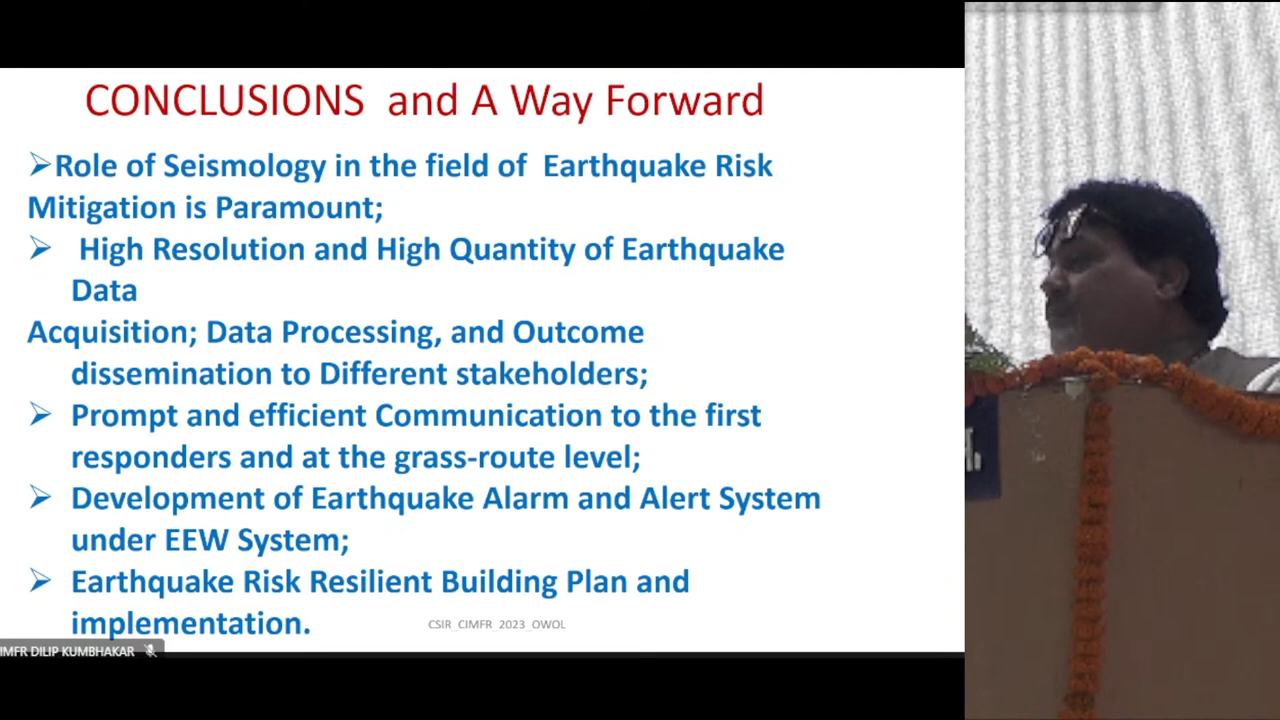 CONCLUSIONS and A Way Forward
➢Role of Seismology in the field of Earthquake Risk
Mitigation is Paramount;
➢ High Resolution and High Quantity of Earthquake
Data
Acquisition; Data Processing, and Outcome
dissemination to Different stakeholders;
➢ Prompt and efficient Communication to the first
responders and at the grass-route level;
➢ Development of Earthquake Alarm and Alert System
under EEW System;
➢ Earthquake Risk Resilient Building Plan and
implementation.
CSIR_CIMFR_2023_OWOL
IMFR DILIP KUMBHAKAR